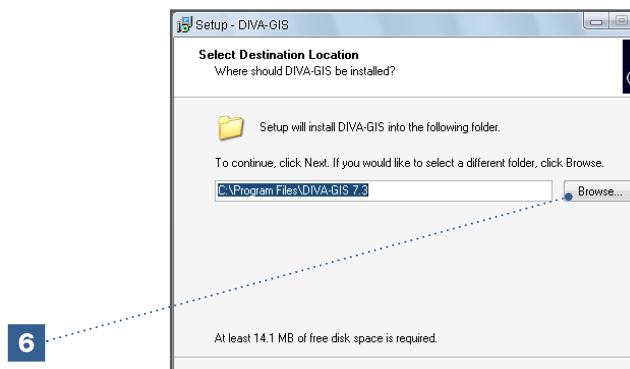 Setup - DIVA-GIS
Select Destination Location
Where should DIVA-GIS be installed?
Setup will install DIVA-GIS into the following folder.
To continue, click Next. If you would like to select a different folder, click Browse.
C:\Program Files\DIVA-GIS 7.3
Browse...
6
At least 14.1 MB of free disk space is required.